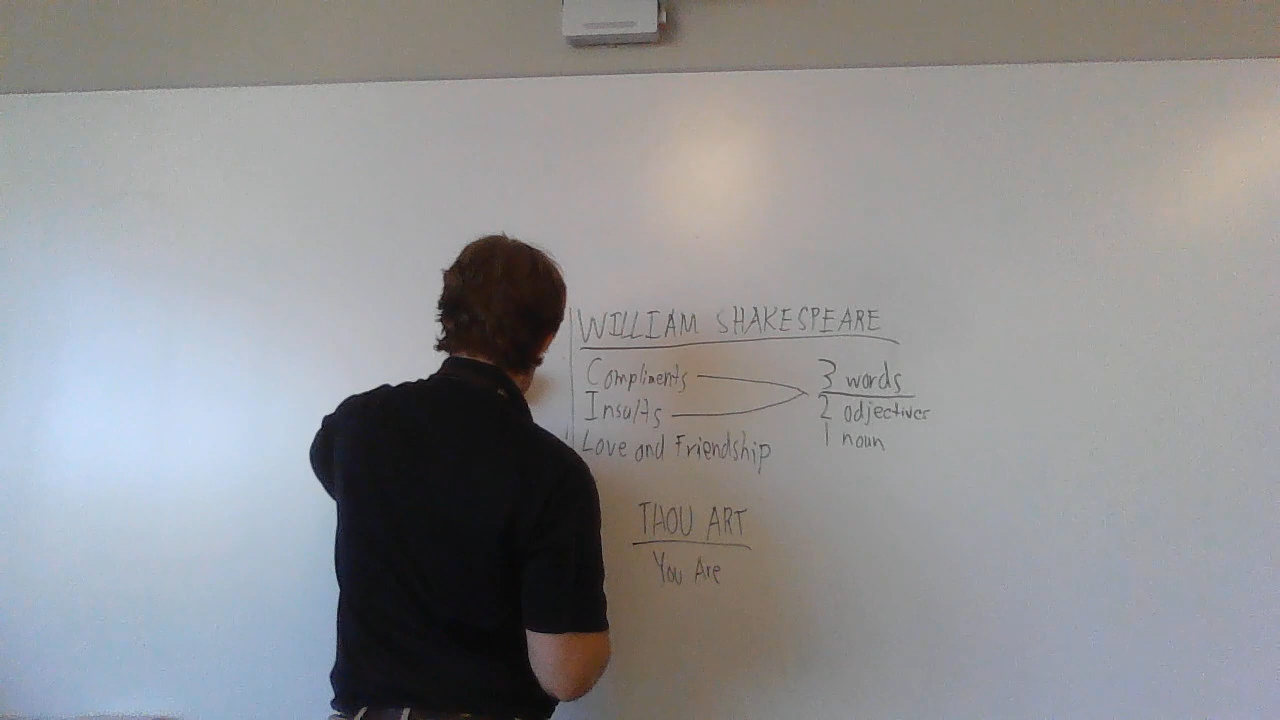 WILLIAM SHAKESPEARE
Compliments
Insults
Love and Friendship
3 words
2 adjectives
1 noun
THOU ART
You Are